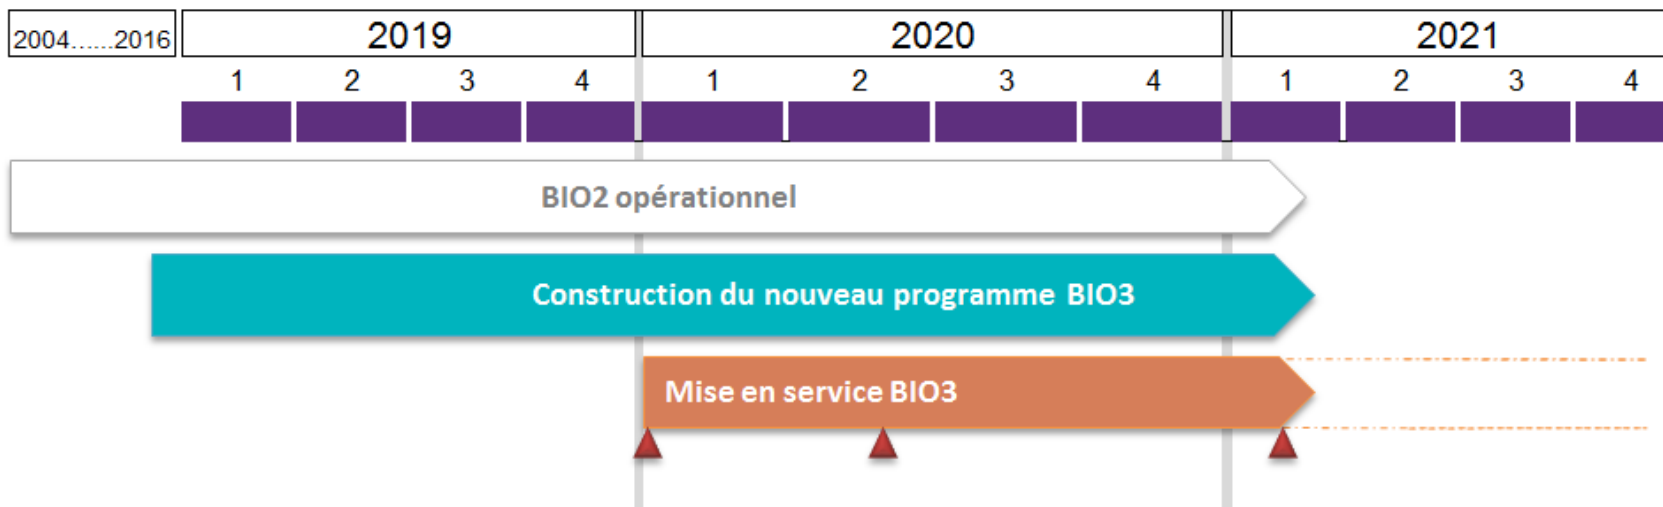 2004......2016 2019 2020 2021
1 2 3 4 1 2 3 4 1 2 3 4
BIO2 opérationnel
Construction du nouveau programme BIO3
Mise en service BIO3